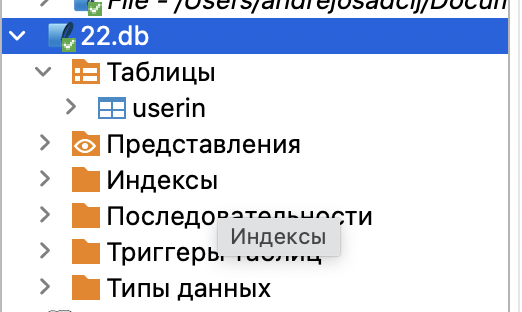 File - /Users/andrejosadcij/Docum
22.db
Таблицы
userin
Представления
Индексы
Последовательности
Индексы
Триггеры таблиц
Типы данных